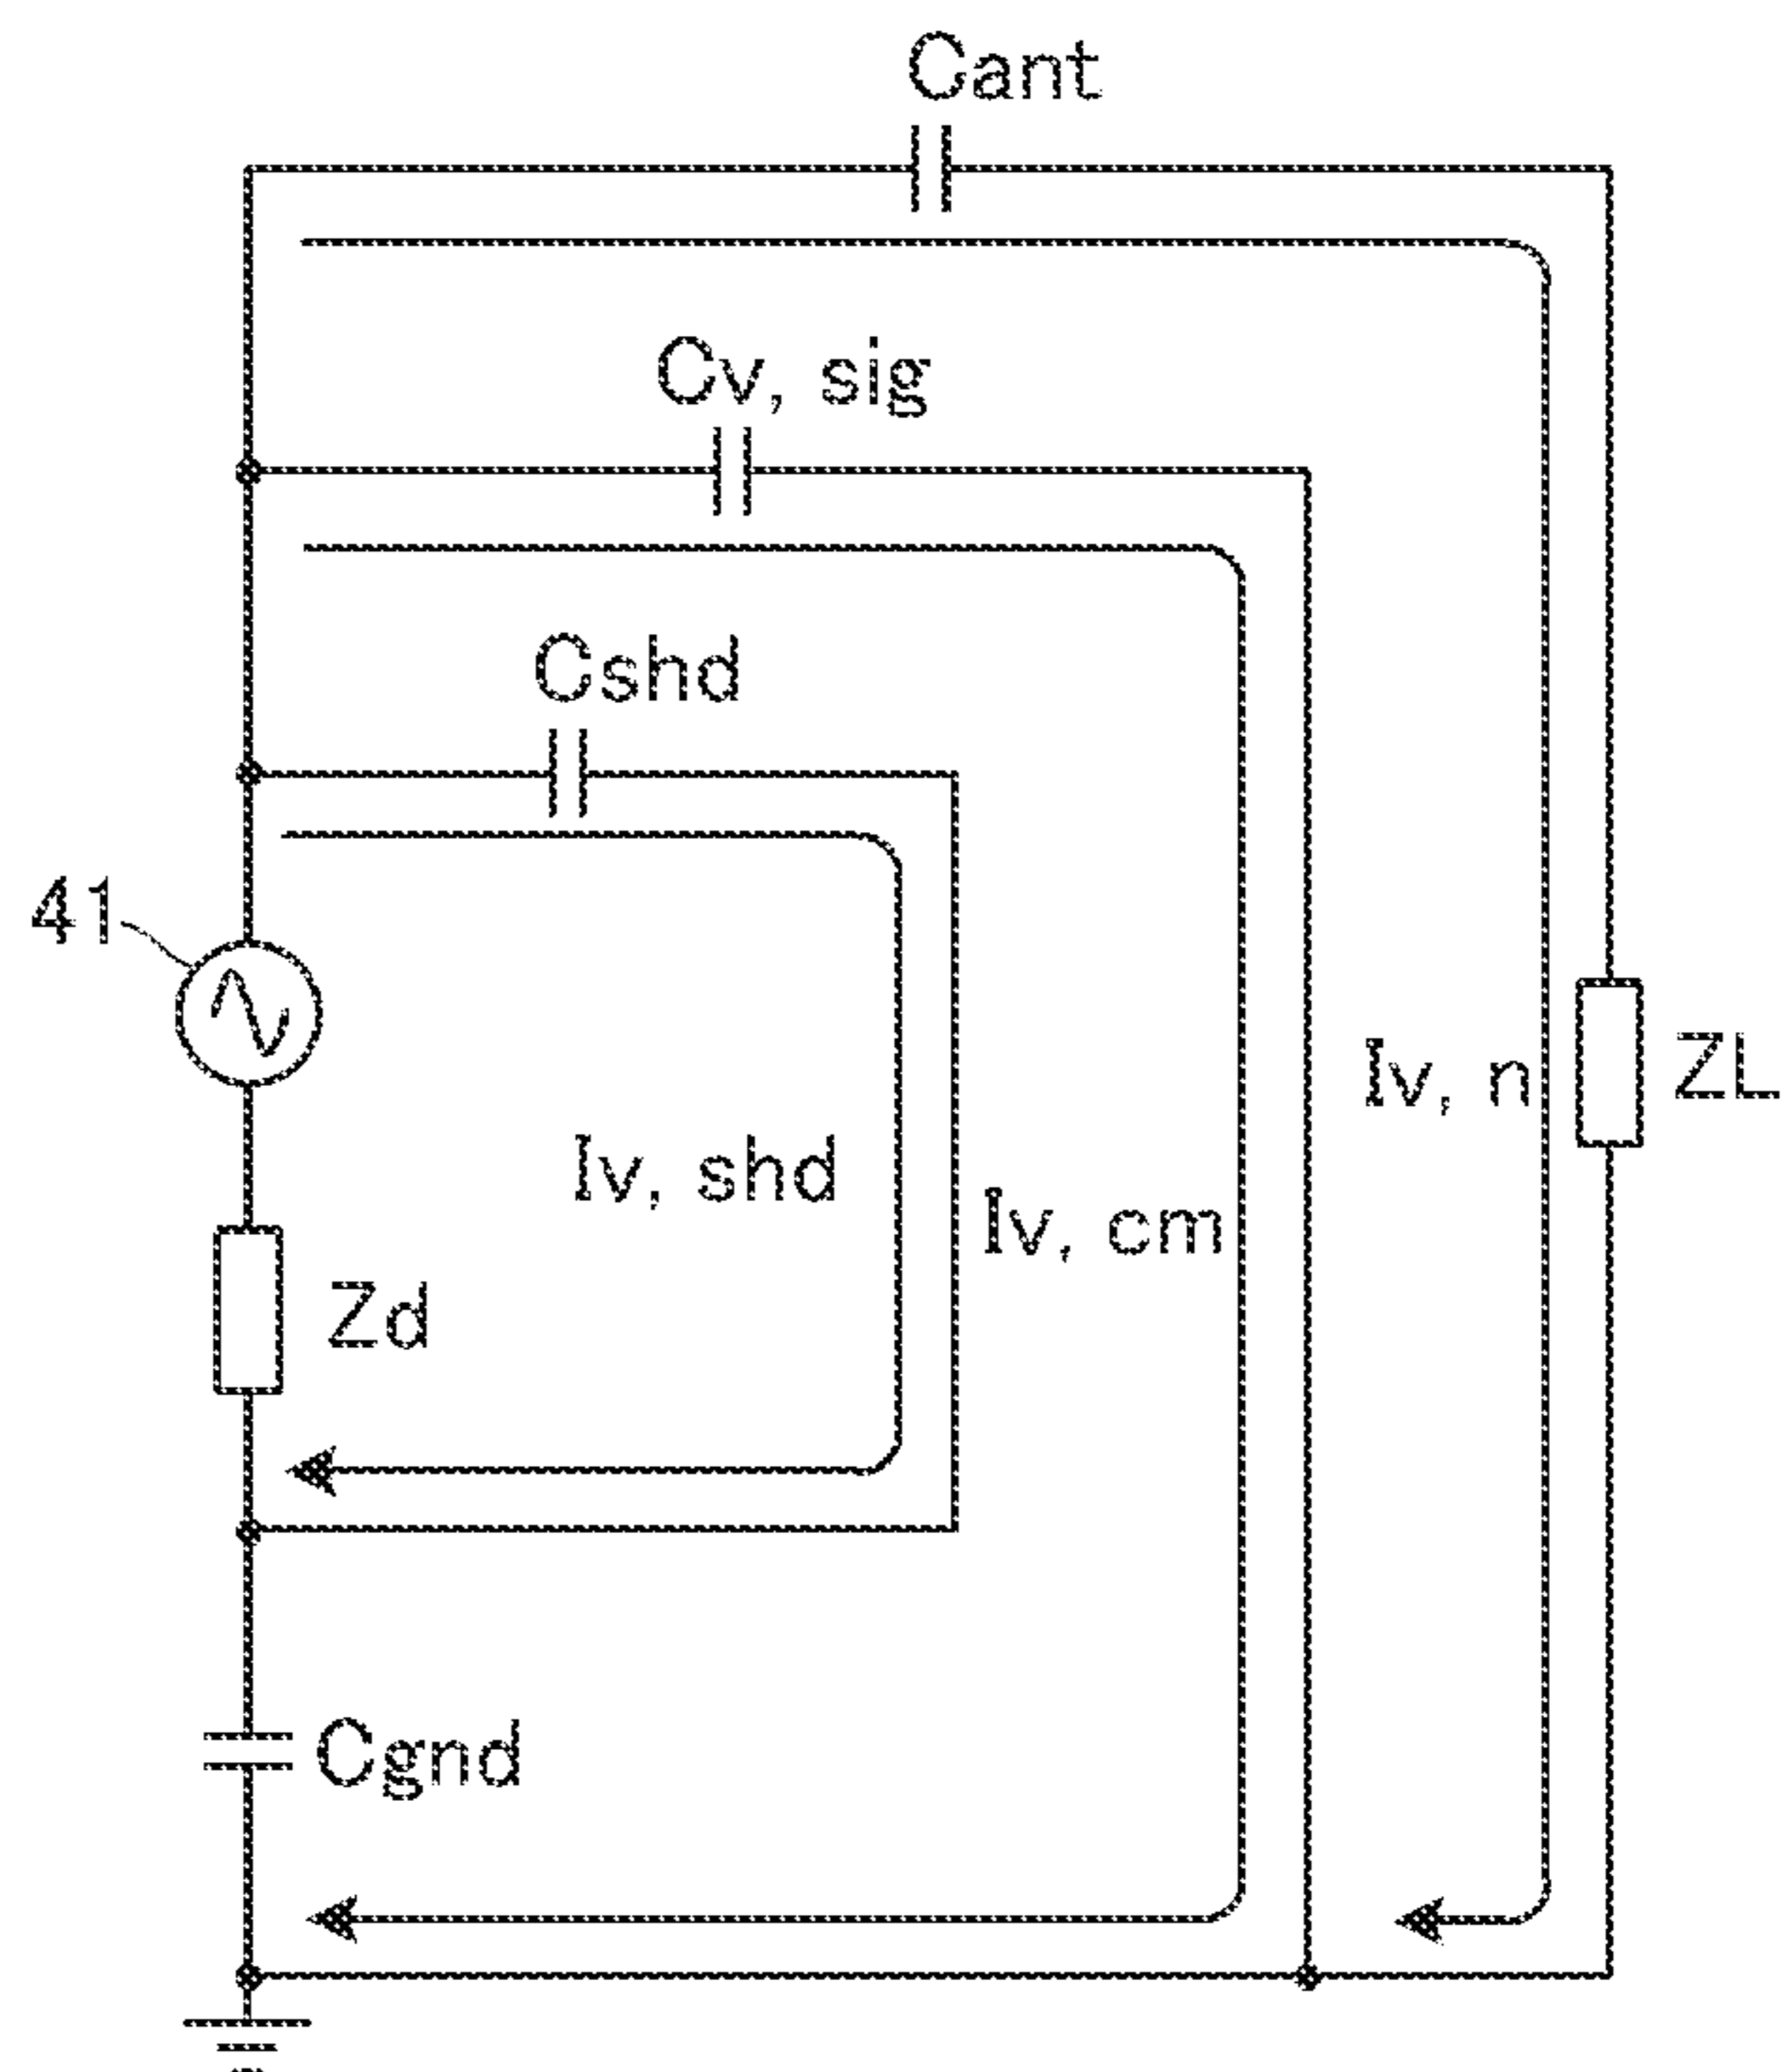 Cant
Cv, sig
Cshd
41
Iv, n
ZL
Iv, shd
Iv, cm
Zd
Cgnd